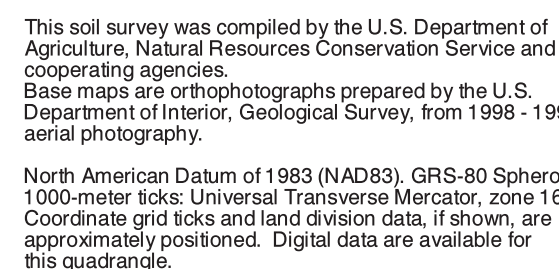 This soil survey was compiled by the U.S. Department of
Agriculture, Natural Resources Conservation Service and
cooperating agencies.
Base maps are orthophotographs prepared by the U.S.
Department of Interior, Geological Survey, from 1998 -
aerial photography.
North American Datum of 1983 (NAD83). GRS-80
1000-meter ticks: Universal Transverse Mercator, zone 16
Coordinate grid ticks and land division data, if shown, are
approximately positioned. Digital data are available for
this quadrangle.